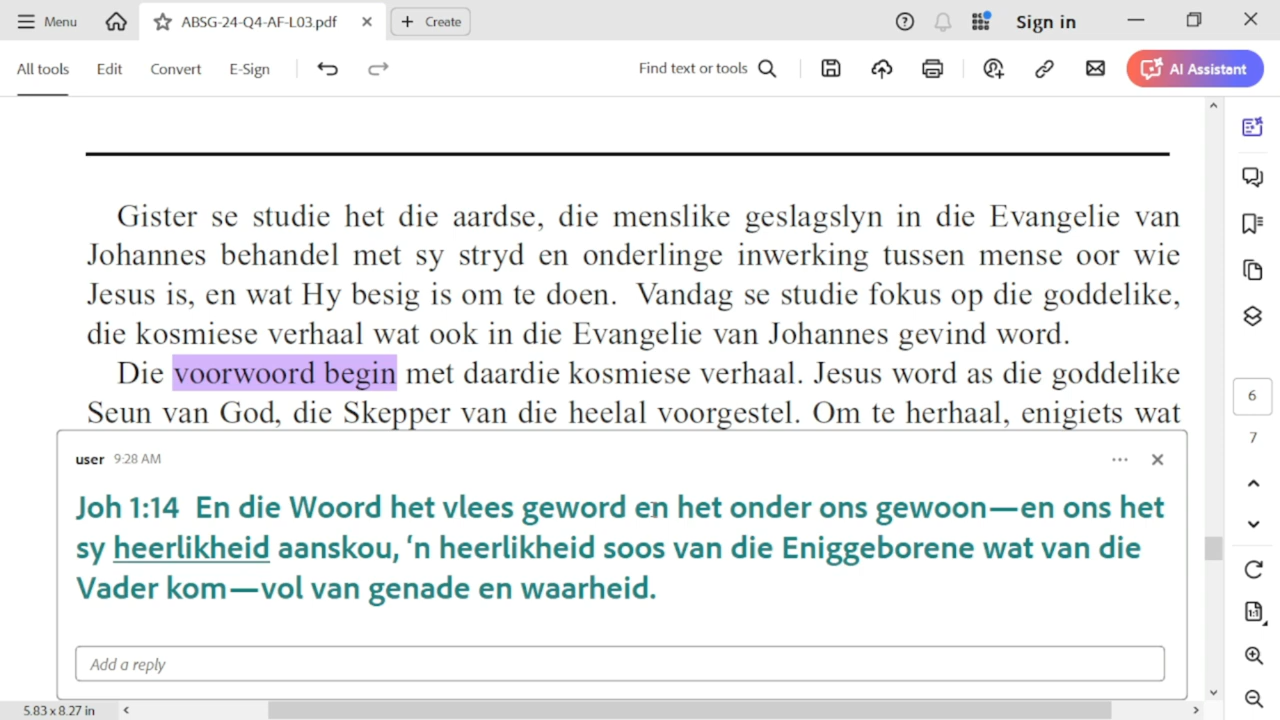 Menu
ABSG-24-Q4-AF-L03.pdf
Create
Sign in
All tools
Edit
Convert
E-Sign
Find text or tools
AI Assistant
Gister se studie het die aardse, die menslike geslagslyn in die Evangelie van
Johannes behandel met sy stryd en onderlinge inwerking tussen mense oor wie
Jesus is, en wat Hy besig is om te doen. Vandag se studie fokus op die goddelike,
die kosmiese verhaal wat ook in die Evangelie van Johannes gevind word.
Die voorwoord begin met daardie kosmiese verhaal. Jesus word as die goddelike
Seun van God, die Skepper van die heelal voorgestel. Om te herhaal, enigiets wat
user 9:28 AM
Joh 1:14 En die Woord het vlees geword en het onder ons gewoon—en ons het
sy heerlikheid aanskou, 'n heerlikheid soos van die Eniggeborene wat van die
Vader kom—vol van genade en waarheid.
Add a reply
6
7
1:1
5.83 x 8.27 in